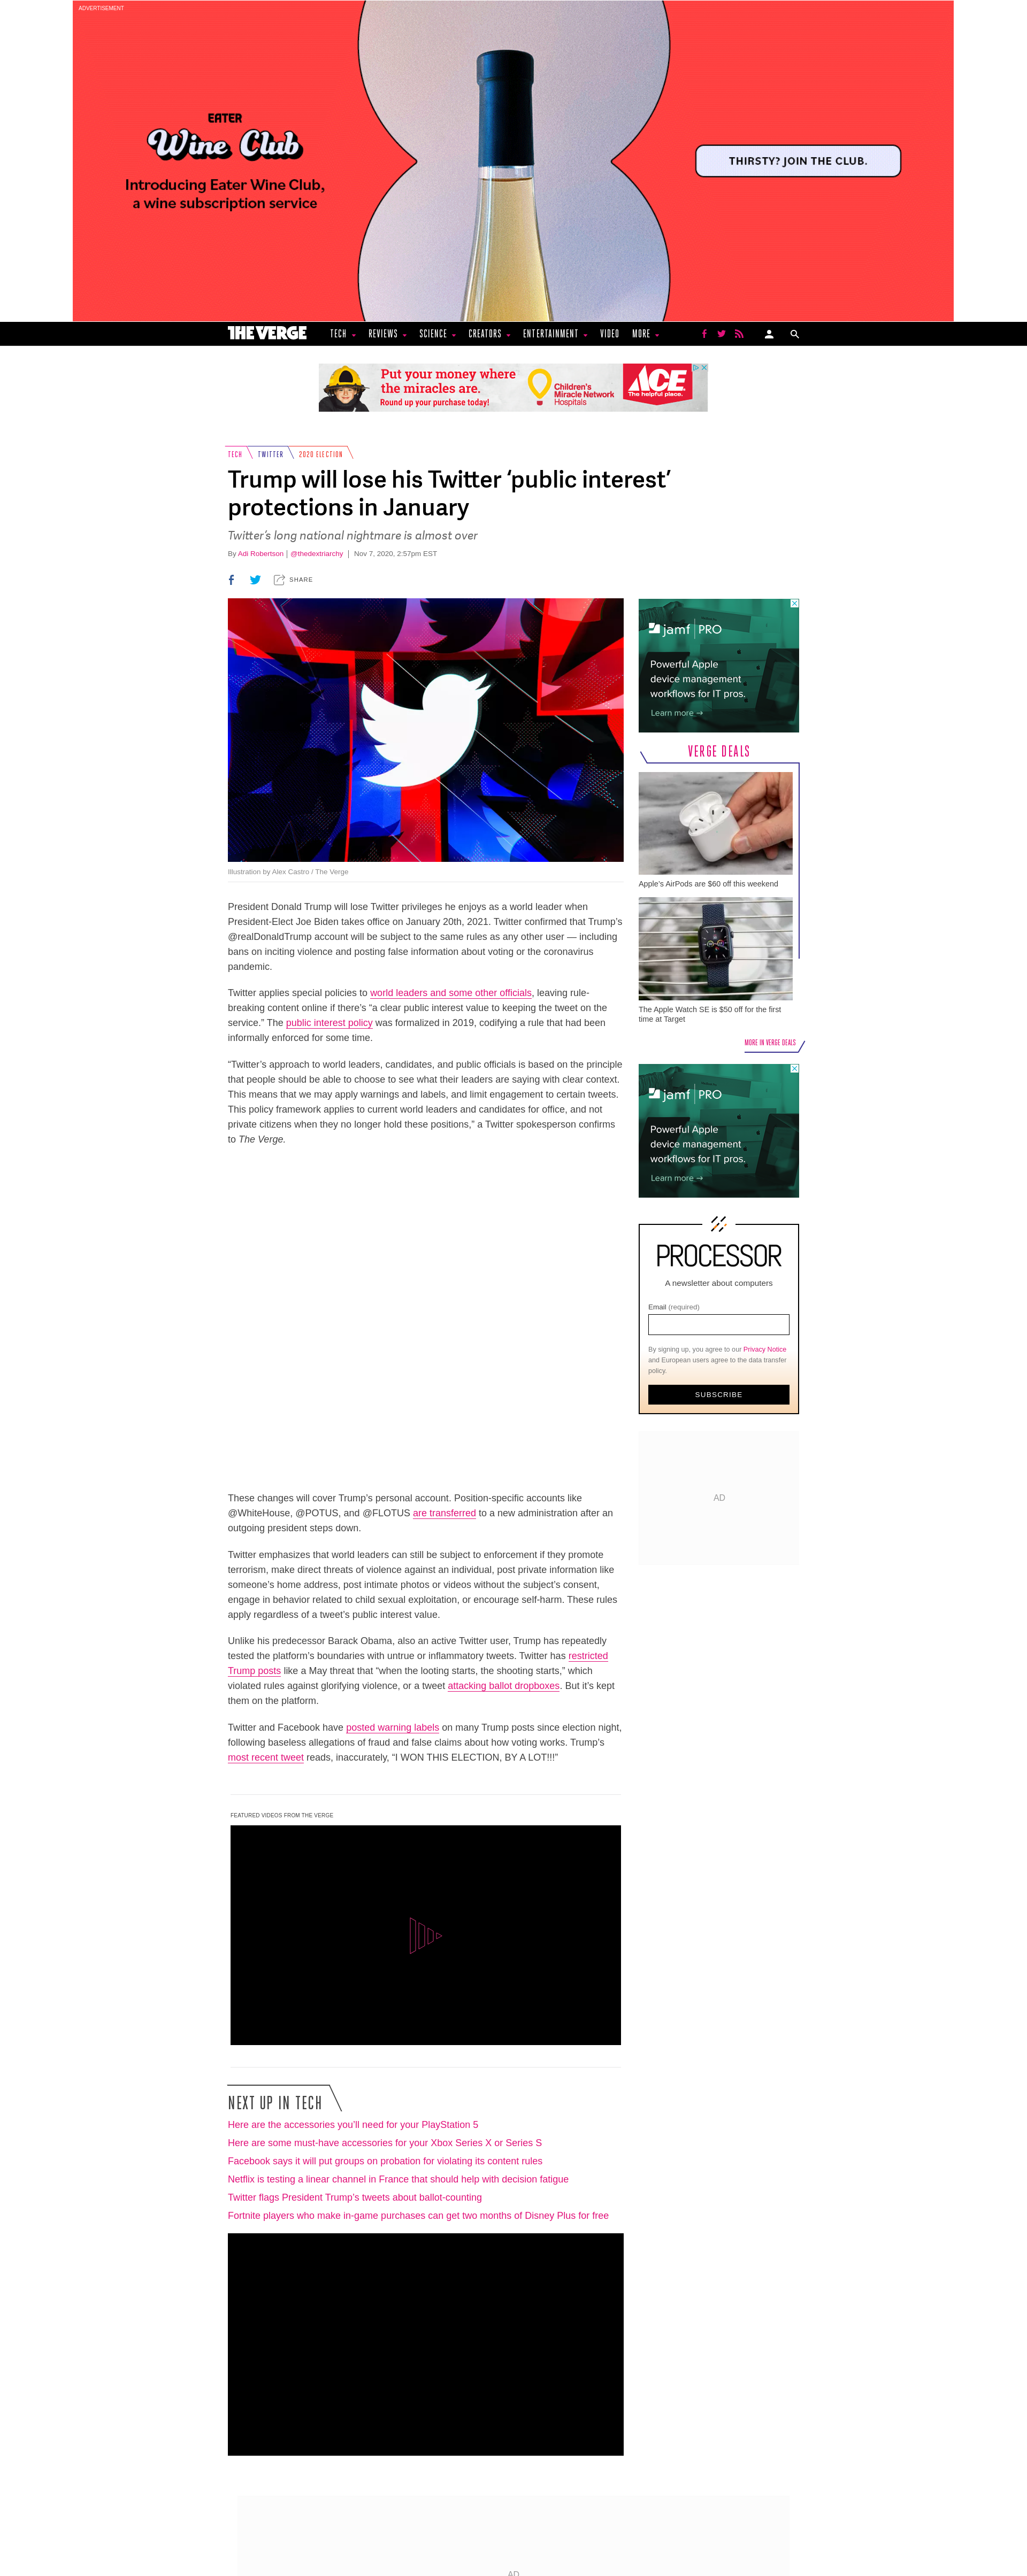 ADVERTISEMENT
EATER
Wine Club
Introducing Eater Wine Club,
a wine subscription service
THIRSTY? JOIN THE CLUB.
THE VERGE
TECH
REVIEWS
SCIENCE
CREATORS
ENTERTAINMENT
VIDEO
MORE
Put your money where
the miracles are.
Round up your purchase today!
Children's
Miracle Network
Hospitals
ACE
The helpful place.
TECH
TWITTER
2020 ELECTION
Trump will lose his Twitter ‘public interest’
protections in January
Twitter’s long national nightmare is almost over
By Adi Robertson | @thedextriarchy | Nov 7, 2020, 2:57pm EST
SHARE
Illustration by Alex Castro / The Verge
President Donald Trump will lose Twitter privileges he enjoys as a world leader when
President-Elect Joe Biden takes office on January 20th, 2021. Twitter confirmed that Trump’s
@realDonaldTrump account will be subject to the same rules as any other user — including
bans on inciting violence and posting false information about voting or the coronavirus
pandemic.
Twitter applies special policies to world leaders and some other officials, leaving rule-
breaking content online if there’s “a clear public interest value to keeping the tweet on the
service.” The public interest policy was formalized in 2019, codifying a rule that had been
informally enforced for some time.
“Twitter’s approach to world leaders, candidates, and public officials is based on the principle
that people should be able to choose to see what their leaders are saying with clear context.
This means that we may apply warnings and labels, and limit engagement to certain tweets.
This policy framework applies to current world leaders and candidates for office, and not
private citizens when they no longer hold these positions,” a Twitter spokesperson confirms
to The Verge.
These changes will cover Trump’s personal account. Position-specific accounts like
@WhiteHouse, @POTUS, and @FLOTUS are transferred to a new administration after an
outgoing president steps down.
Twitter emphasizes that world leaders can still be subject to enforcement if they promote
terrorism, make direct threats of violence against an individual, post private information like
someone’s home address, post intimate photos or videos without the subject’s consent,
engage in behavior related to child sexual exploitation, or encourage self-harm. These rules
apply regardless of a tweet’s public interest value.
Unlike his predecessor Barack Obama, also an active Twitter user, Trump has repeatedly
tested the platform’s boundaries with untrue or inflammatory tweets. Twitter has restricted
Trump posts like a May threat that “when the looting starts, the shooting starts,” which
violated rules against glorifying violence, or a tweet attacking ballot dropboxes. But it’s kept
them on the platform.
Twitter and Facebook have posted warning labels on many Trump posts since election night,
following baseless allegations of fraud and false claims about how voting works. Trump’s
most recent tweet reads, inaccurately, “I WON THIS ELECTION, BY A LOT!!!”
FEATURED VIDEOS FROM THE VERGE
NEXT UP IN TECH
Here are the accessories you’ll need for your PlayStation 5
Here are some must-have accessories for your Xbox Series X or Series S
Facebook says it will put groups on probation for violating its content rules
Netflix is testing a linear channel in France that should help with decision fatigue
Twitter flags President Trump’s tweets about ballot-counting
Fortnite players who make in-game purchases can get two months of Disney Plus for free
jamf | PRO
Powerful Apple
device management
workflows for IT pros.
Learn more →
VERGE DEALS
Apple’s AirPods are $60 off this weekend
The Apple Watch SE is $50 off for the first
time at Target
MORE IN VERGE DEALS
jamf | PRO
Powerful Apple
device management
workflows for IT pros.
Learn more →
PROCESSOR
A newsletter about computers
Email (required)
By signing up, you agree to our Privacy Notice
and European users agree to the data transfer
policy.
SUBSCRIBE
AD
AD